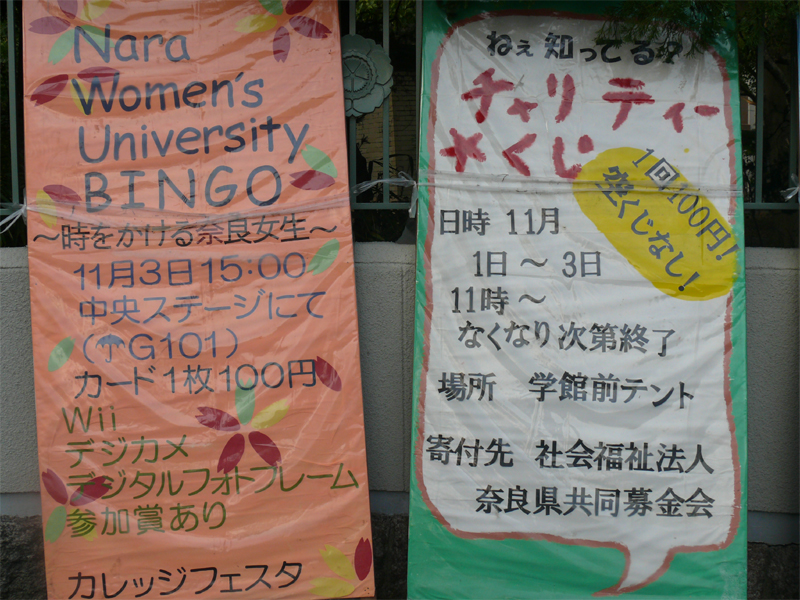 Nara
Women's
University
BINGO
～時をかける奈良女生～
11月3日15:00
中央ステージにて
(☂G101)
カード1枚100円
Wii
デジカメ
デジタルフォトフレーム
参加賞あり
カレッジフェスタ
ねぇ知ってる?
チャリティー
×くじ
1回100円!
空くじなし!
日時 11月
1日～3日
11時～
なくなり次第終了
場所 学館前テント
寄付先 社会福祉法人
奈良県共同募金会